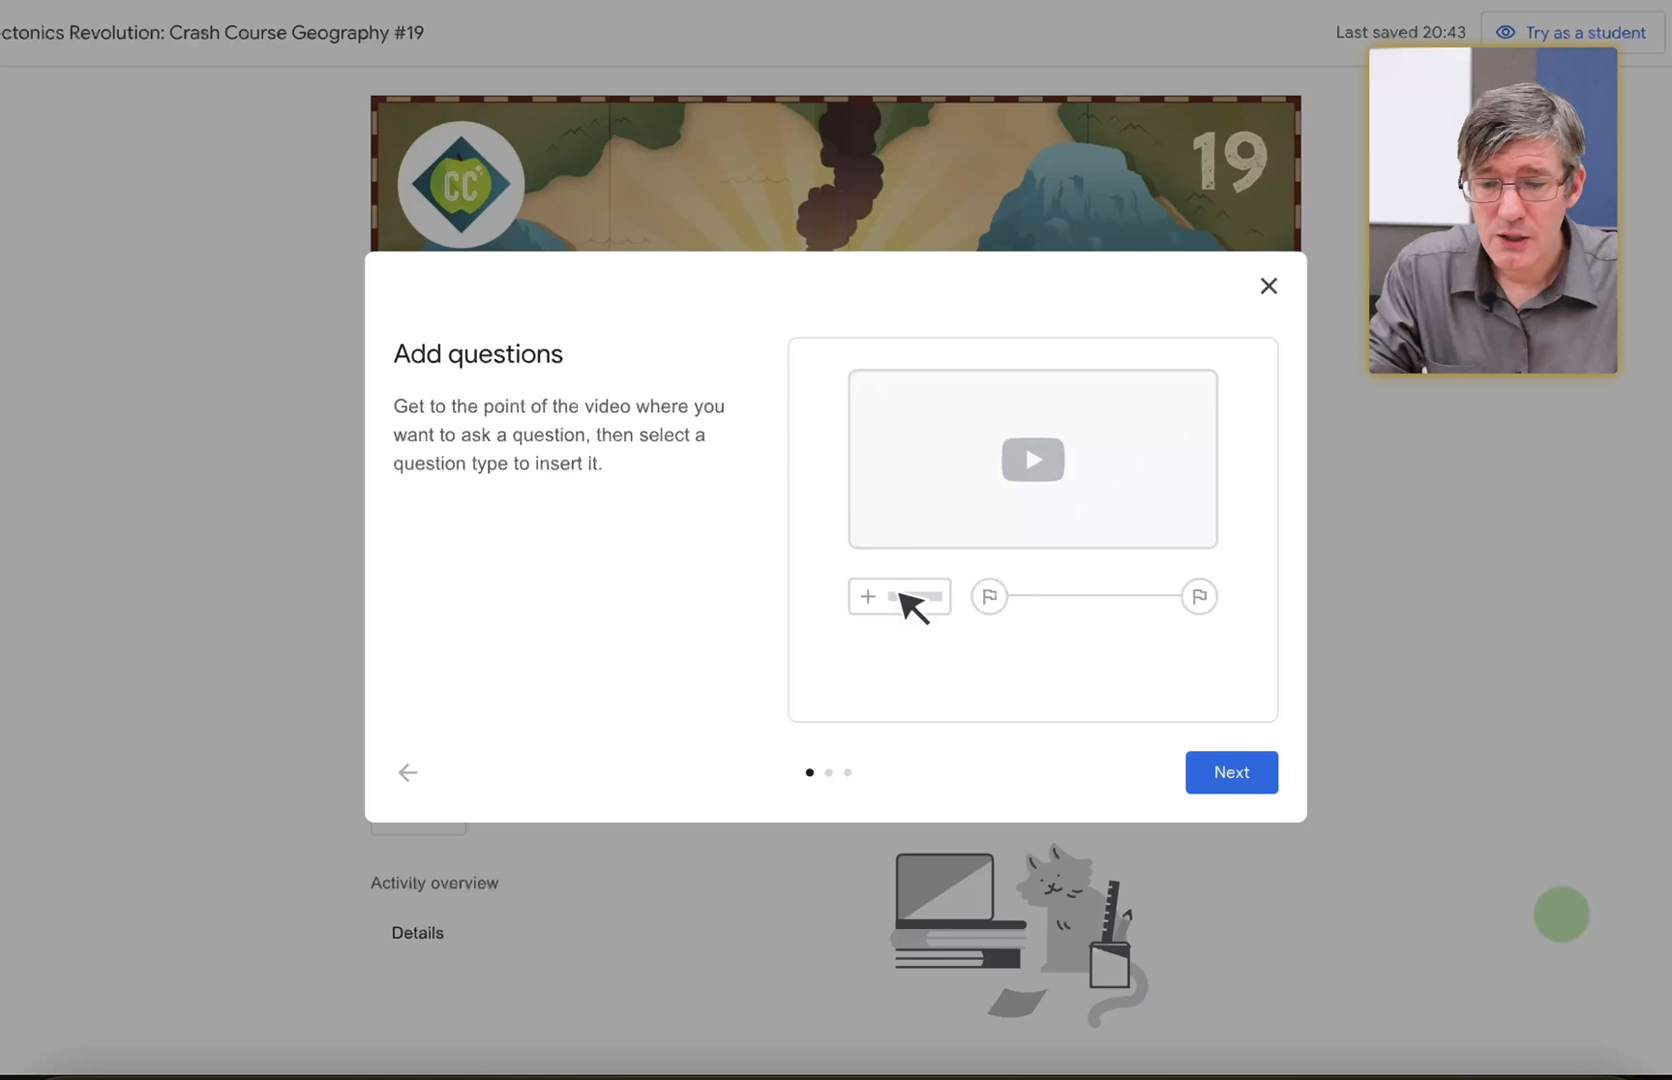 ctonics Revolution: Crash Course Geography #19
Last saved 20:43
Try as a student
CC
19
Add questions
Get to the point of the video where you
want to ask a question, then select a
question type to insert it.
Next
Activity overview
Details